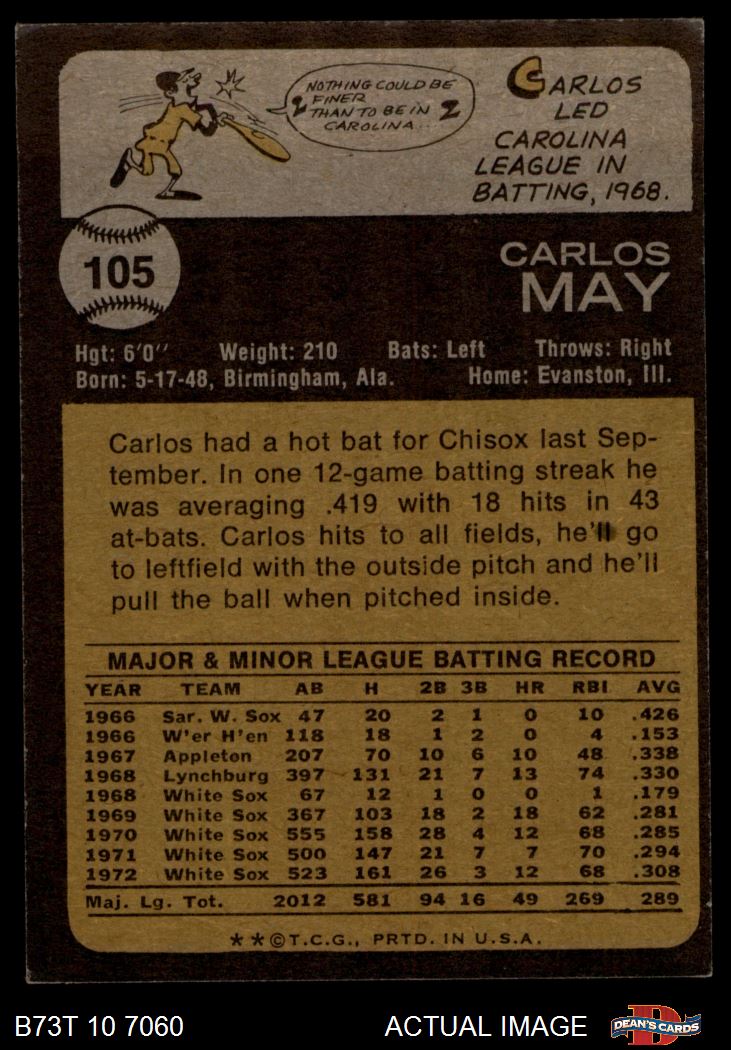 NOTHING COULD BE
FINER
THAN TO BE IN
CAROLINA...
CARLOS
LED
CAROLINA
LEAGUE IN
BATTING, 1968.
105
CARLOS
MAY
Hgt: 6'0" Weight: 210 Bats: Left Throws: Right
Born: 5-17-48, Birmingham, Ala. Home: Evanston, Ill.
Carlos had a hot bat for Chisox last Sep-
tember. In one 12-game batting streak he
was averaging .419 with 18 hits in 43
at-bats. Carlos hits to all fields, he'll go
to leftfield with the outside pitch and he'll
pull the ball when pitched inside.
MAJOR & MINOR LEAGUE BATTING RECORD
YEAR TEAM AB H 2B 3B HR RBI AVG
1966 Sar. W. Sox 47 20 2 1 0 10 .426
1966 W'er H'en 118 18 1 2 0 4 .153
1967 Appleton 207 70 10 6 10 48 .338
1968 Lynchburg 397 131 21 7 13 74 .330
1968 White Sox 67 12 1 0 0 1 .179
1969 White Sox 367 103 18 2 18 62 .281
1970 White Sox 555 158 28 4 12 68 .285
1971 White Sox 500 147 21 7 7 70 .294
1972 White Sox 523 161 26 3 12 68 .308
Maj. Lg. Tot. 2012 581 94 16 49 269 289
**©T.C.G., PRTD. IN U.S.A.
B73T 10 7060 ACTUAL IMAGE
DEAN'S CARDS